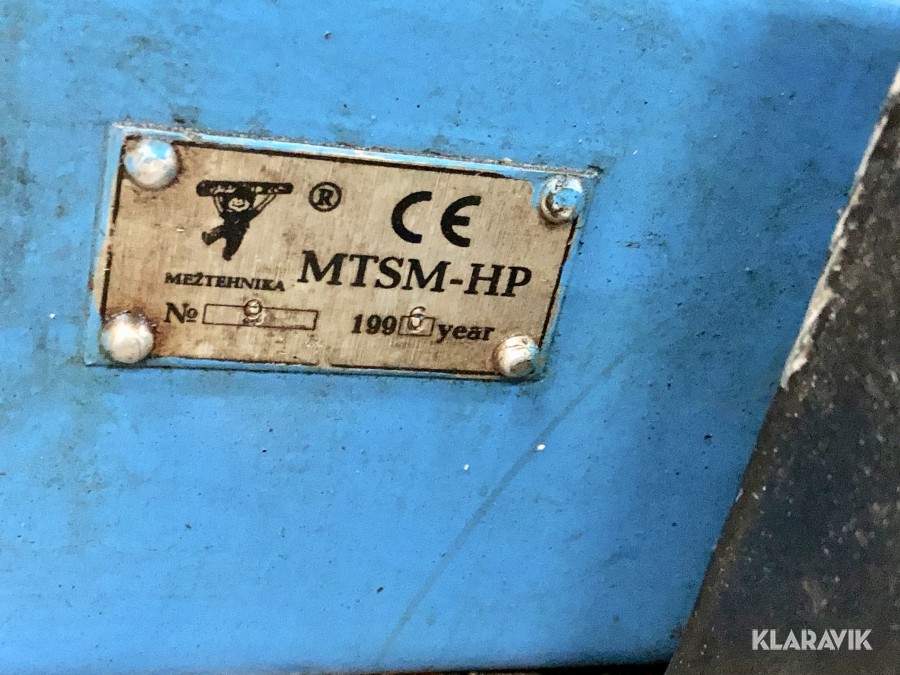 ® CE
MEŽTEHNIKA MTSM-HP
№ 9 1996 year
KLARAVIK